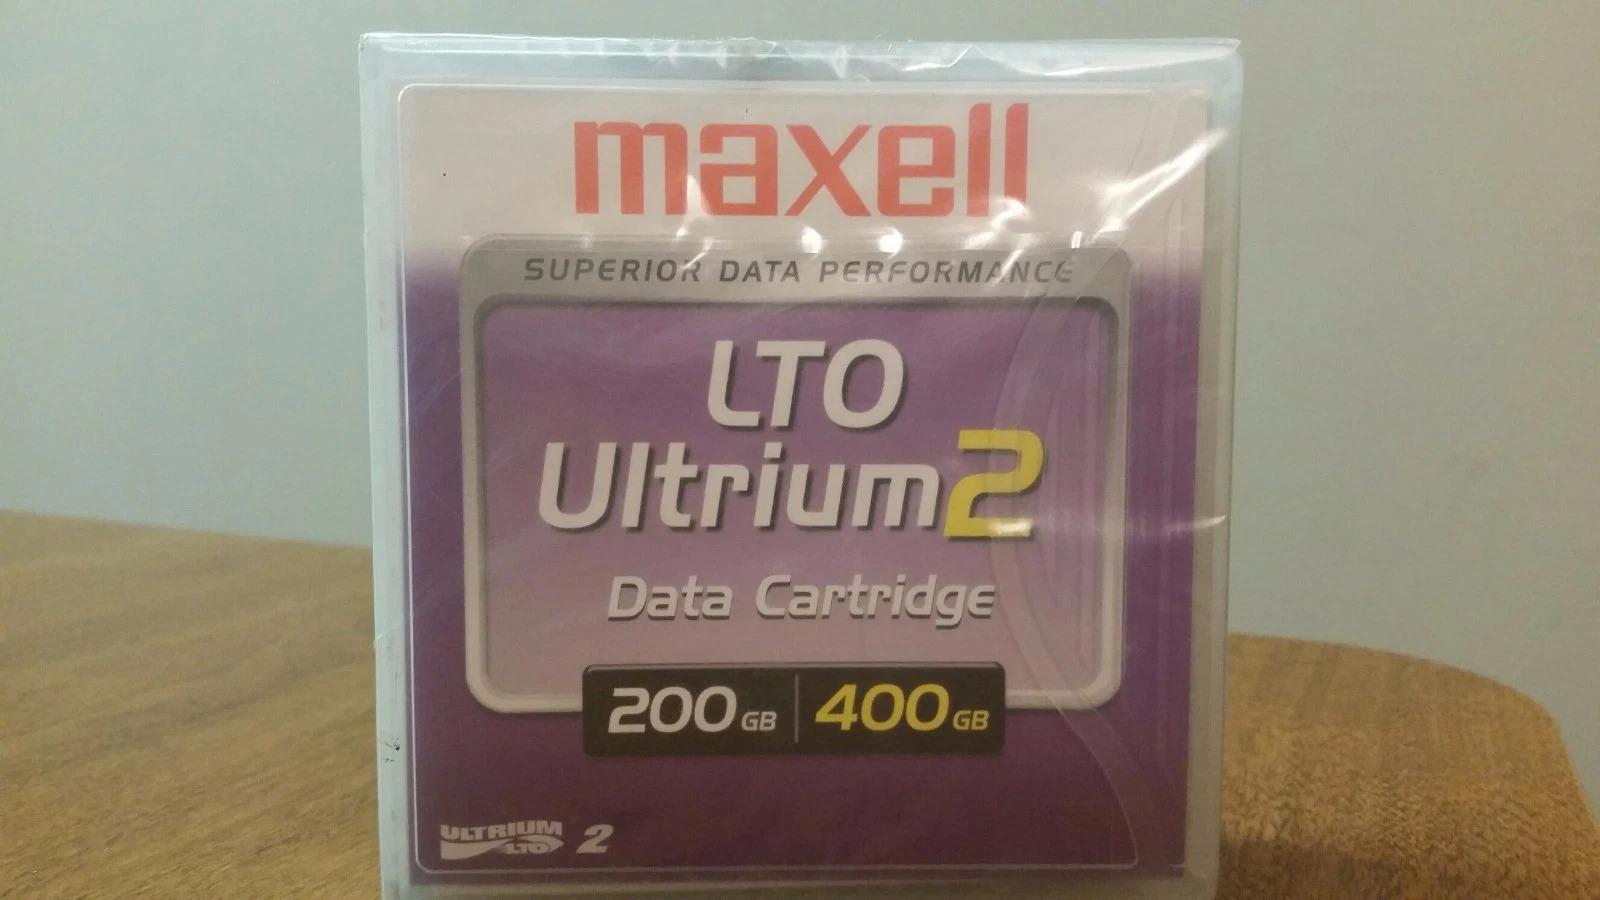 maxell
SUPERIOR DATA PERFORMANCE
LTO
Ultrium2
Data Cartridge
200GB | 400GB
ULTRIUM 2
LTO